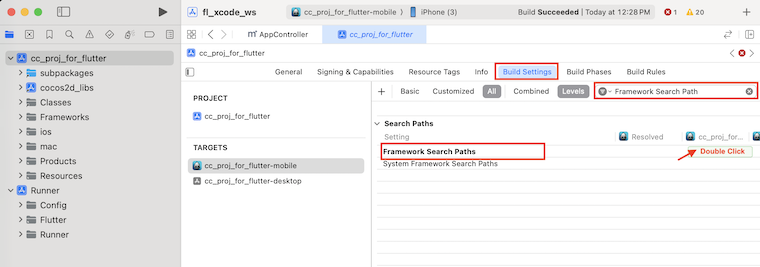 fl_xcode_ws
cc_proj_for_flutter-mobile
iPhone (3)
Build Succeeded | Today at 12:28 PM
1
20
AppController
cc_proj_for_flutter
cc_proj_for_flutter
subpackages
cocos2d_libs
Classes
Frameworks
ios
mac
Products
Resources
Runner
Config
Flutter
Runner
cc_proj_for_flutter
General
Signing & Capabilities
Resource Tags
Info
Build Settings
Build Phases
Build Rules
PROJECT
cc_proj_for_flutter
TARGETS
cc_proj_for_flutter-mobile
cc_proj_for_flutter-desktop
Basic
Customized
All
Combined
Levels
Framework Search Path
Search Paths
Setting
Resolved
cc_proj_for...
Framework Search Paths
Double Click
System Framework Search Paths